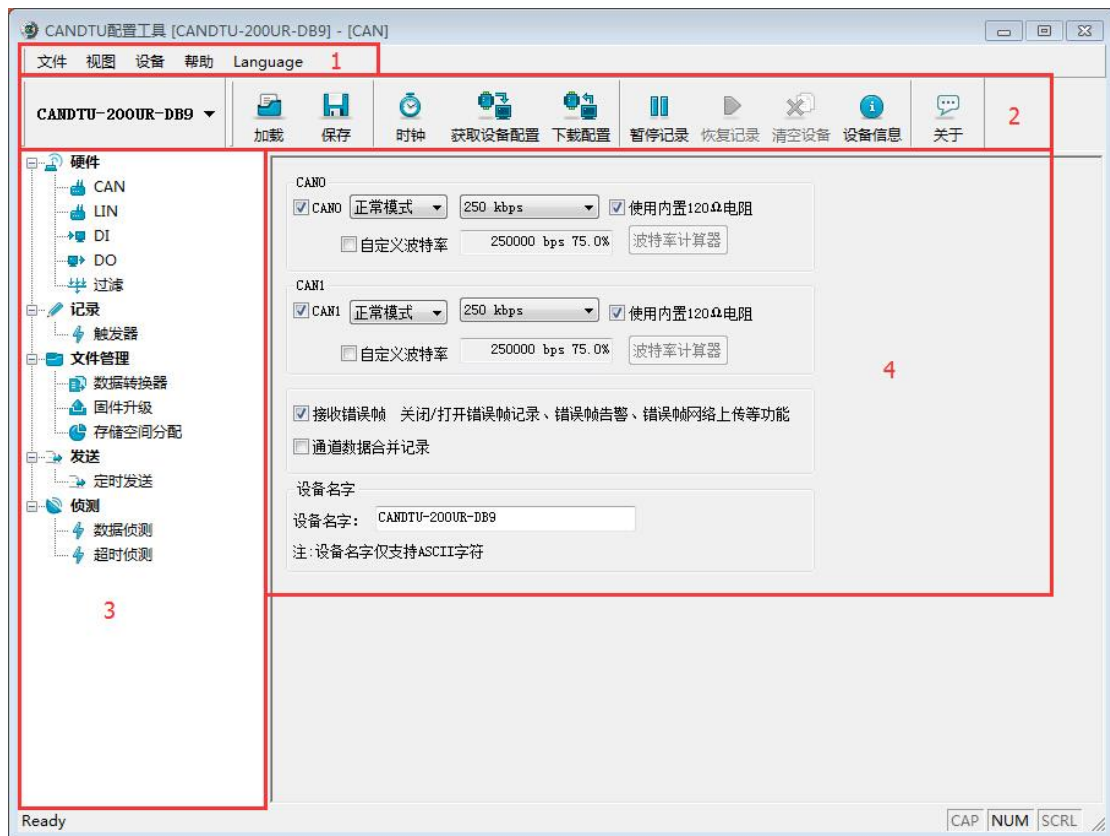 CANDTU配置工具 [CANDTU-200UR-DB9] - [CAN]
文件 视图 设备 帮助 Language 1
CANDTU-200UR-DB9
加载 保存 时钟 获取设备配置 下载配置 暂停记录 恢复记录 清空设备 设备信息 关于 2
硬件
CAN
LIN
DI
DO
过滤
记录
触发器
文件管理
数据转换器
固件升级
存储空间分配
发送
定时发送
侦测
数据侦测
超时侦测
3
CAN0
CAN0 正常模式 250 kbps 使用内置120Ω电阻
自定义波特率 250000 bps 75.0% 波特率计算器
CAN1
CAN1 正常模式 250 kbps 使用内置120Ω电阻
自定义波特率 250000 bps 75.0% 波特率计算器
4
接收错误帧 关闭/打开错误帧记录、错误帧告警、错误帧网络上传等功能
通道数据合并记录
设备名字
设备名字: CANDTU-200UR-DB9
注:设备名字仅支持ASCII字符
Ready CAP NUM SCRL